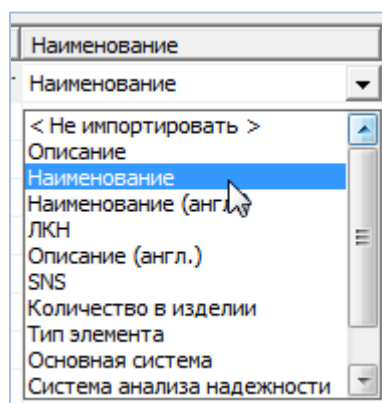 Наименование
Наименование
< Не импортировать >
Описание
Наименование
Наименование (англ.)
ЛКН
Описание (англ.)
SNS
Количество в изделии
Тип элемента
Основная система
Система анализа надежности